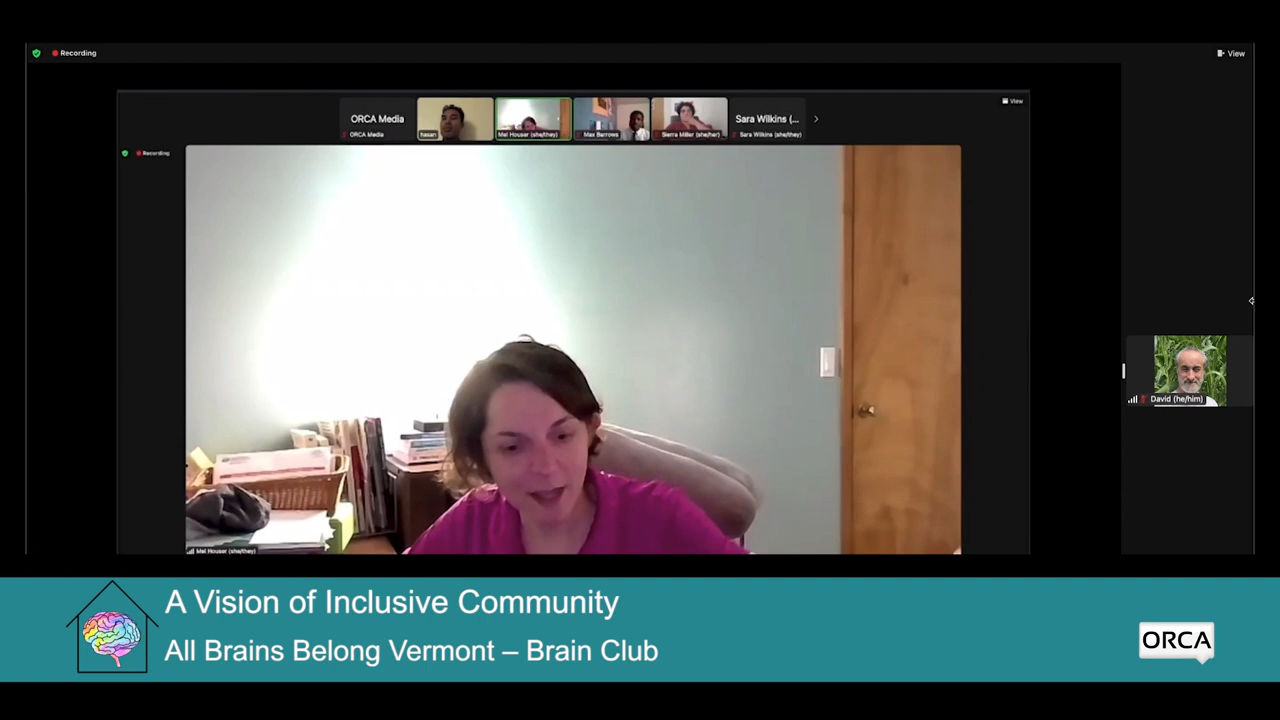 Recording
View
View
ORCA Media
Sara Wilkins (...
ORCA Media
hasan
Mel Houser (she/they)
Max Barrows
Sierra Miller (she/her)
Sara Wilkins (she/they)
Recording
David (he/him)
Mel Houser (she/they)
A Vision of Inclusive Community
All Brains Belong Vermont – Brain Club
ORCA